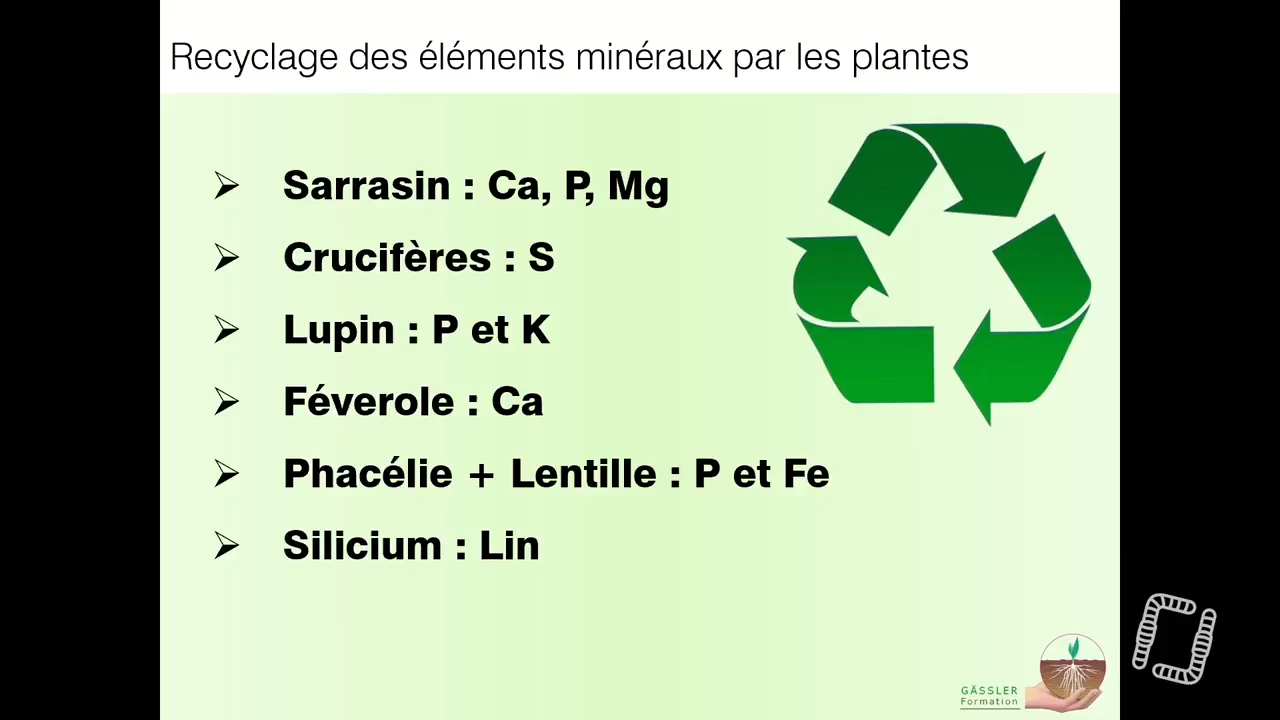 Recyclage des éléments minéraux par les plantes
Sarrasin : Ca, P, Mg
Crucifères : S
Lupin : P et K
Féverole : Ca
Phacélie + Lentille : P et Fe
Silicium : Lin
GÄSSLER
Formation